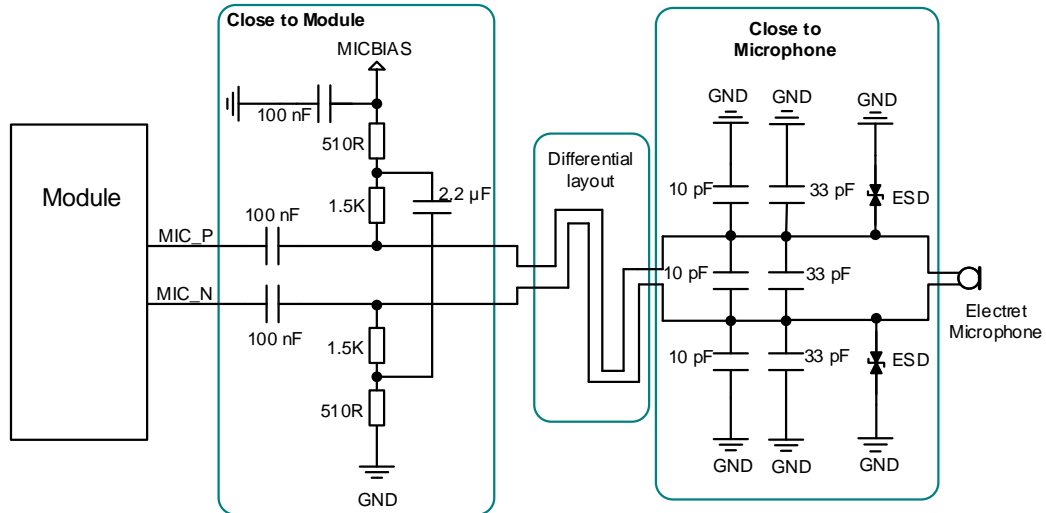 Close to Module
MICBIAS
100 nF
510R
2.2 µF
1.5K
Module
100 nF
MIC_P
MIC_N
100 nF
1.5K
510R
GND
Differential
layout
Close to
Microphone
GND
GND
GND
10 pF
33 pF
ESD
10 pF
33 pF
10 pF
33 pF
ESD
GND
GND
GND
Electret
Microphone